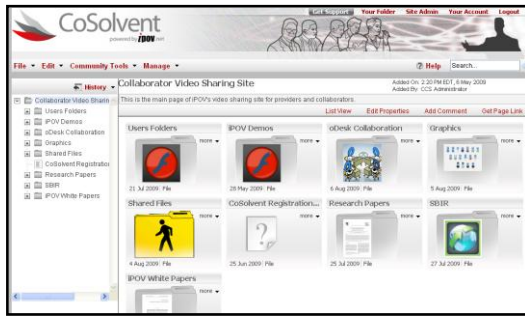 Get Support Your Folder Site Admin Your Account Logout
CoSolvent
powered by ipov.net
File Edit Community Tools Manage
Help Search...
History
Collaborator Video Sharing Site
Added On: 2:20 PM EDT, 6 May 2009
Added By: CCS Administrator
This is the main page of iPOV's video sharing site for providers and collaborators.
List View Edit Properties Add Comment Get Page Link
Collaborator Video Sharin
Users Folders
iPOV Demos
oDesk Collaboration
Graphics
Shared Files
CoSolvent Registration
Research Papers
SBIR
iPOV White Papers
Users Folders
more
21 Jul 2009 File
iPOV Demos
more
28 May 2009 File
oDesk Collaboration
more
6 Aug 2009 File
Graphics
more
5 Aug 2009 File
Shared Files
more
4 Aug 2009 File
CoSolvent Registration...
more
25 Jun 2009 File
Research Papers
more
25 Jul 2009 File
SBIR
more
27 Jul 2009 File
iPOV White Papers
more